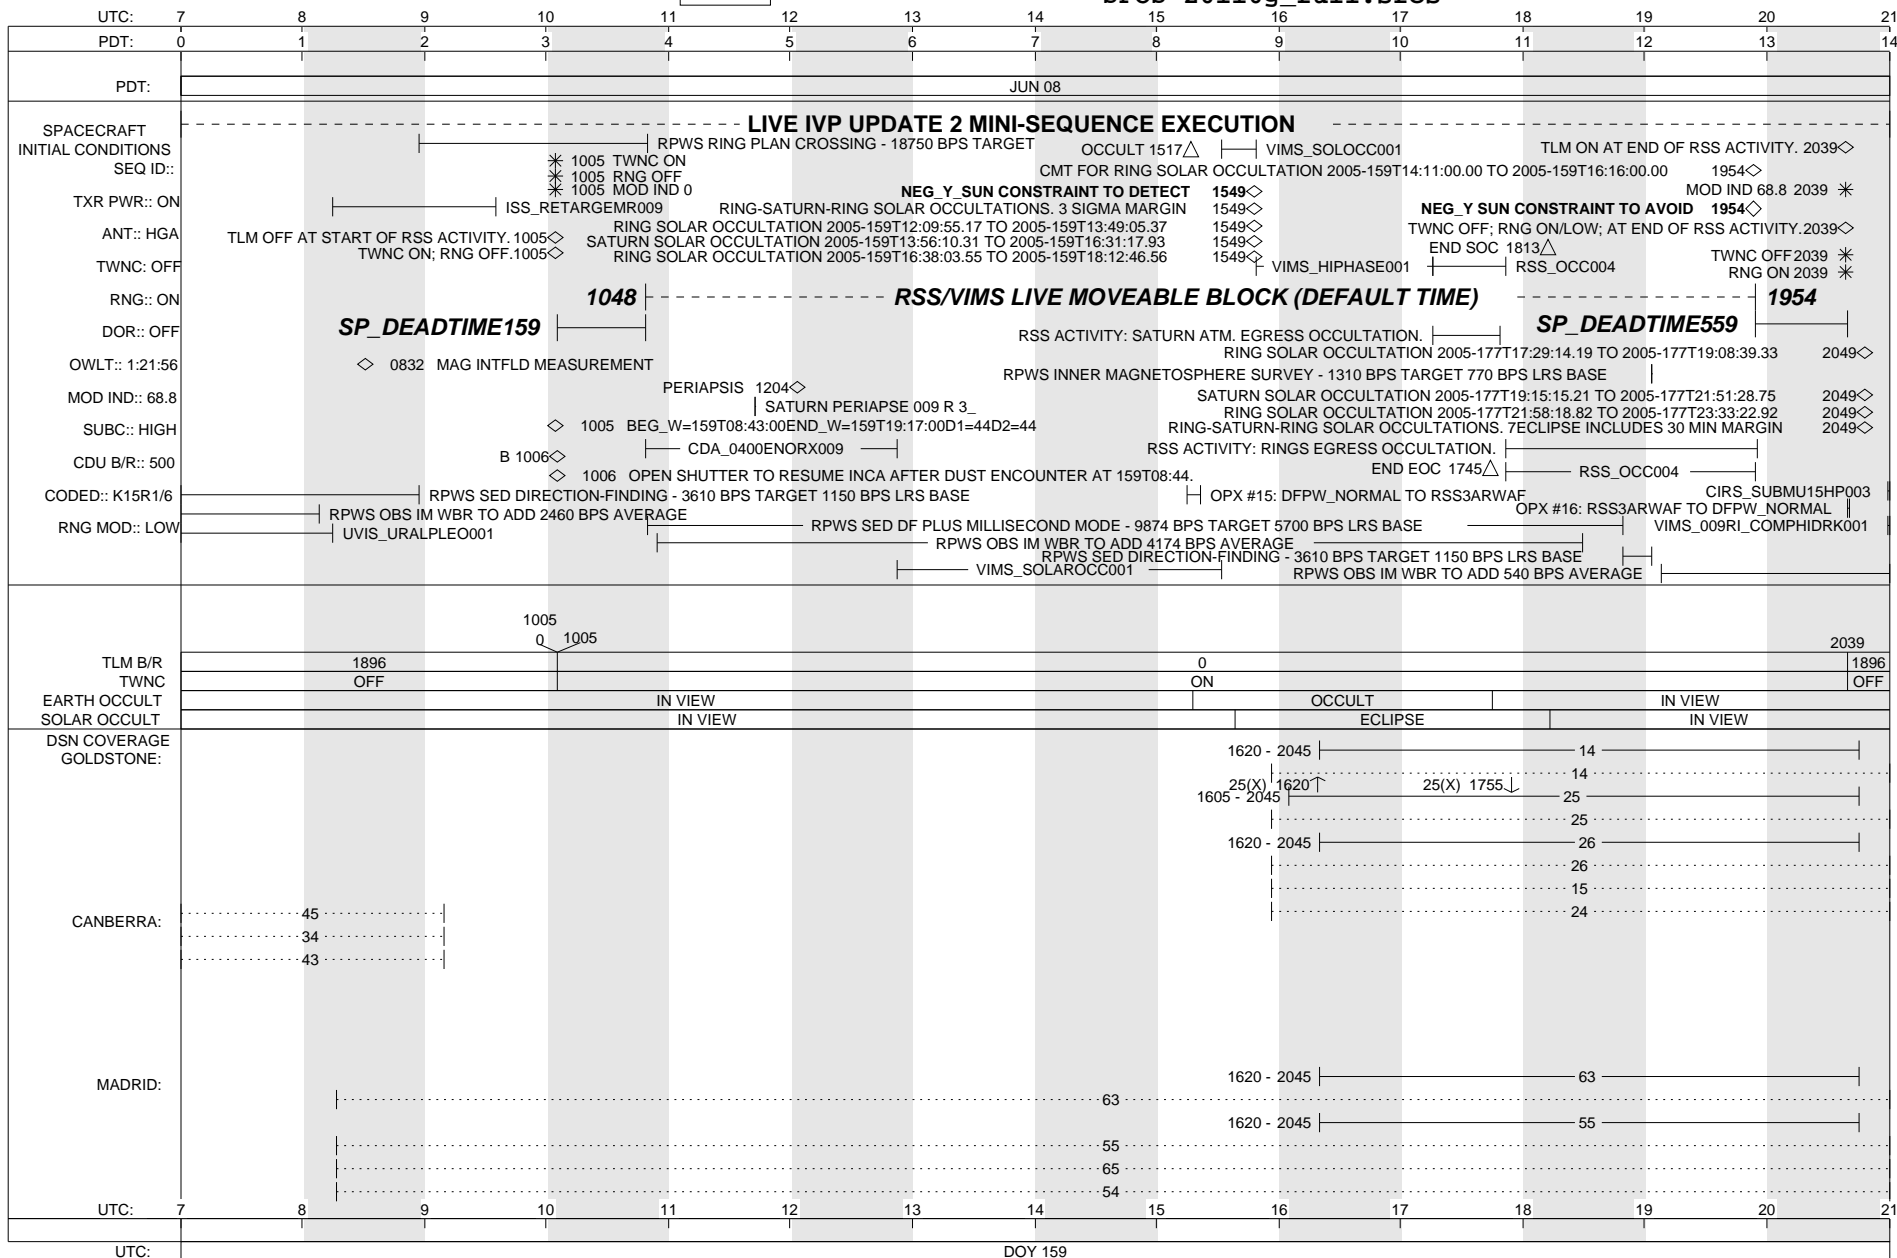 UTC: 7 8 9 10 11 12 13 14 15 16 17 18 19 20 21
PDT: 0 1 2 3 4 5 6 7 8 9 10 11 12 13 14
PDT: JUN 08
SPACECRAFT
INITIAL CONDITIONS
SEQ ID::
TXR PWR:: ON
ANT:: HGA
TWNC: OFF
RNG:: ON
DOR:: OFF
OWLT:: 1:21:56
MOD IND:: 68.8
SUBC:: HIGH
CDU B/R:: 500
CODED:: K15R1/6
RNG MOD:: LOW
LIVE IVP UPDATE 2 MINI-SEQUENCE EXECUTION
RPWS RING PLAN CROSSING - 18750 BPS TARGET
OCCULT 1517
VIMS_SOLOCC001
TLM ON AT END OF RSS ACTIVITY. 2039
1005 TWNC ON
1005 RNG OFF
1005 MOD IND 0
CMT FOR RING SOLAR OCCULTATION 2005-159T14:11:00.00 TO 2005-159T16:16:00.00 1954
NEG_Y_SUN CONSTRAINT TO DETECT 1549
MOD IND 68.8 2039
ISS_RETARGEMR009
RING-SATURN-RING SOLAR OCCULTATIONS. 3 SIGMA MARGIN 1549
NEG_Y SUN CONSTRAINT TO AVOID 1954
RING SOLAR OCCULTATION 2005-159T12:09:55.17 TO 2005-159T13:49:05.37 1549
TWNC OFF; RNG ON/LOW; AT END OF RSS ACTIVITY.2039
TLM OFF AT START OF RSS ACTIVITY. 1005
SATURN SOLAR OCCULTATION 2005-159T13:56:10.31 TO 2005-159T16:31:17.93 1549
END SOC 1813
TWNC ON; RNG OFF.1005
RING SOLAR OCCULTATION 2005-159T16:38:03.55 TO 2005-159T18:12:46.56 1549
TWNC OFF 2039
VIMS_HIPHASE001
RSS_OCC004
RNG ON 2039
1048 RSS/VIMS LIVE MOVEABLE BLOCK (DEFAULT TIME) 1954
SP_DEADTIME159
SP_DEADTIME559
RSS ACTIVITY: SATURN ATM. EGRESS OCCULTATION.
RING SOLAR OCCULTATION 2005-177T17:29:14.19 TO 2005-177T19:08:39.33 2049
0832 MAG INTFLD MEASUREMENT
RPWS INNER MAGNETOSPHERE SURVEY - 1310 BPS TARGET 770 BPS LRS BASE
PERIAPSIS 1204
SATURN SOLAR OCCULTATION 2005-177T19:15:15.21 TO 2005-177T21:51:28.75 2049
SATURN PERIAPSE 009 R 3_
RING SOLAR OCCULTATION 2005-177T21:58:18.82 TO 2005-177T23:33:22.92 2049
1005 BEG_W=159T08:43:00END_W=159T19:17:00D1=44D2=44
RING-SATURN-RING SOLAR OCCULTATIONS. 7ECLIPSE INCLUDES 30 MIN MARGIN 2049
CDA_0400ENORX009
RSS ACTIVITY: RINGS EGRESS OCCULTATION.
B 1006
END EOC 1745
RSS_OCC004
1006 OPEN SHUTTER TO RESUME INCA AFTER DUST ENCOUNTER AT 159T08:44.
RPWS SED DIRECTION-FINDING - 3610 BPS TARGET 1150 BPS LRS BASE
OPX #15: DFPW_NORMAL TO RSS3ARWAF
CIRS_SUBMU15HP003
RPWS OBS IM WBR TO ADD 2460 BPS AVERAGE
OPX #16: RSS3ARWAF TO DFPW_NORMAL
UVIS_URALPLEO001
RPWS SED DF PLUS MILLISECOND MODE - 9874 BPS TARGET 5700 BPS LRS BASE
VIMS_009RI_COMPHIDRK001
RPWS OBS IM WBR TO ADD 4174 BPS AVERAGE
RPWS SED DIRECTION-FINDING - 3610 BPS TARGET 1150 BPS LRS BASE
VIMS_SOLAROCC001
RPWS OBS IM WBR TO ADD 540 BPS AVERAGE
1005
0 1005
2039
TLM B/R 1896 0 1896
TWNC OFF ON OFF
EARTH OCCULT IN VIEW OCCULT IN VIEW
SOLAR OCCULT IN VIEW ECLIPSE IN VIEW
DSN COVERAGE
GOLDSTONE:
1620 - 2045 14
14
25(X) 1620 25(X) 1755
1605 - 2045 25
25
1620 - 2045 26
26
15
24
CANBERRA:
45
34
43
MADRID:
1620 - 2045 63
63
1620 - 2045 55
55
65
54
UTC: 7 8 9 10 11 12 13 14 15 16 17 18 19 20 21
UTC: DOY 159